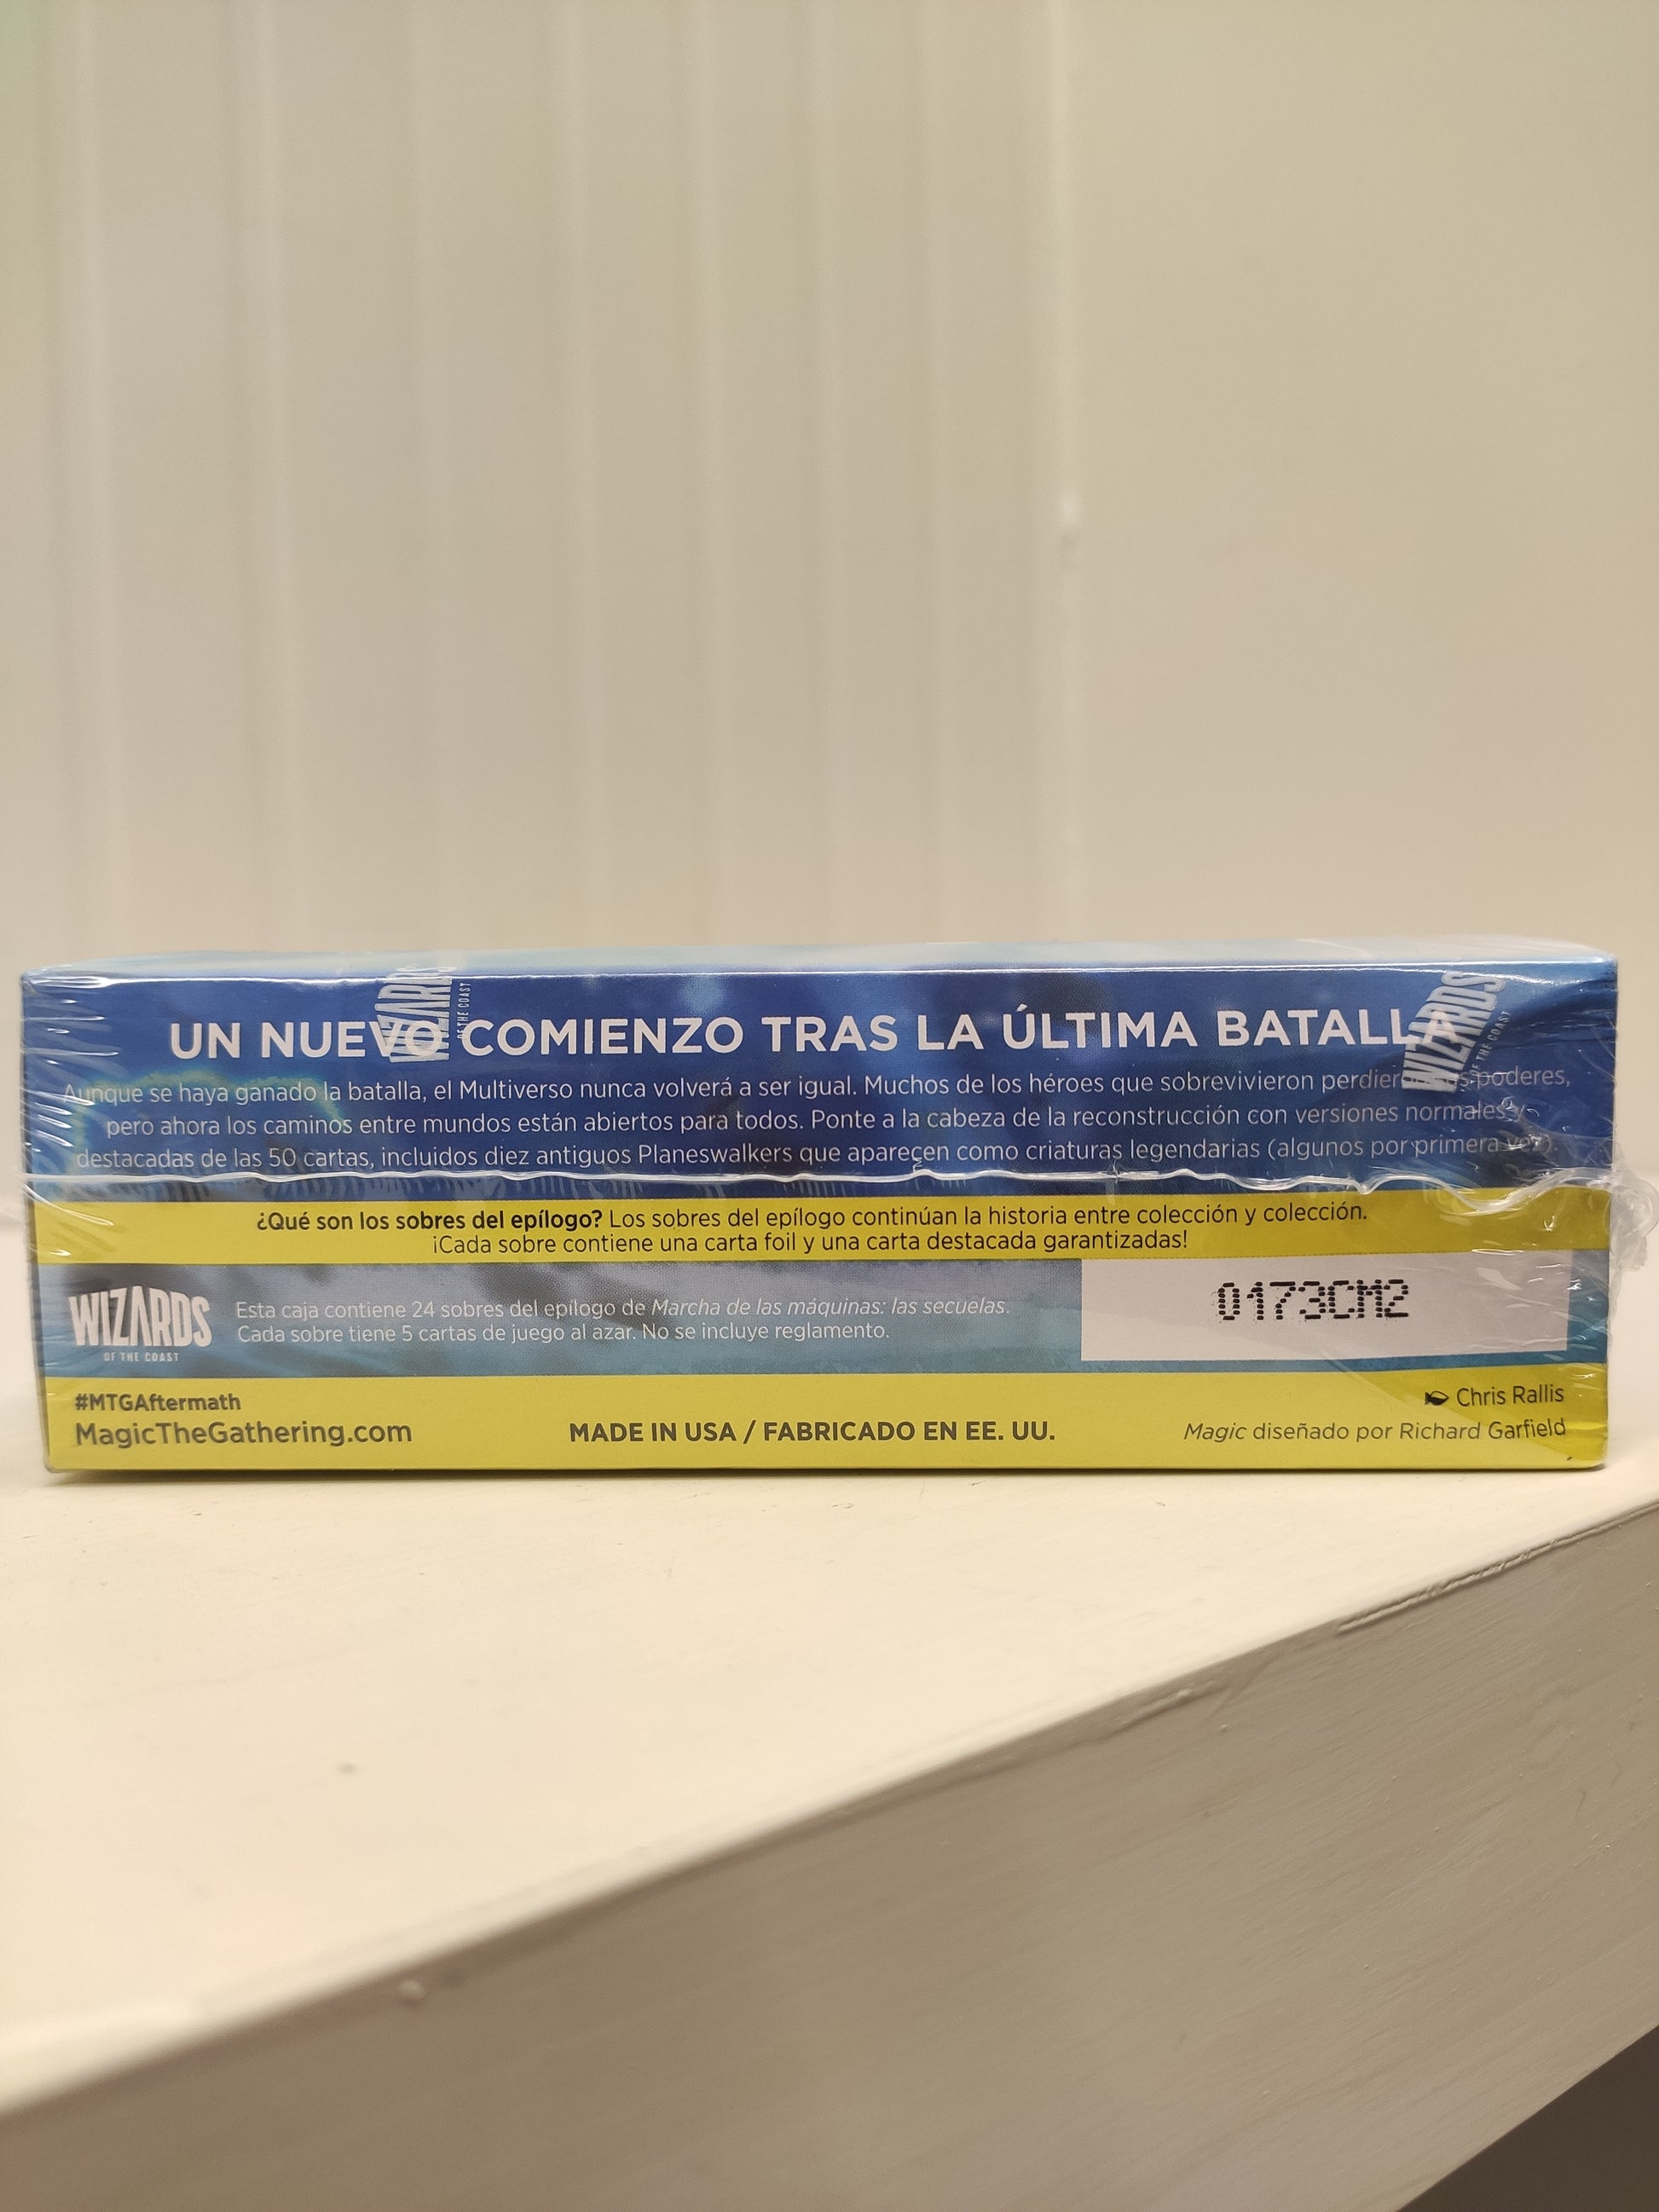 UN NUEVO COMIENZO TRAS LA ÚLTIMA BATALLA
Aunque se haya ganado la batalla, el Multiverso nunca volverá a ser igual. Muchos de los héroes que sobrevivieron perdieron sus poderes,
pero ahora los caminos entre mundos están abiertos para todos. Ponte a la cabeza de la reconstrucción con versiones normales y
destacadas de las 50 cartas, incluidos diez antiguos Planeswalkers que aparecen como criaturas legendarias (algunos por primera vez).
¿Qué son los sobres del epílogo? Los sobres del epílogo continúan la historia entre colección y colección.
¡Cada sobre contiene una carta foil y una carta destacada garantizadas!
WIZARDS
OF THE COAST
Esta caja contiene 24 sobres del epílogo de Marcha de las máquinas: las secuelas.
Cada sobre tiene 5 cartas de juego al azar. No se incluye reglamento.
0173CM2
#MTGAftermath
MagicTheGathering.com
MADE IN USA / FABRICADO EN EE. UU.
Chris Rallis
Magic diseñado por Richard Garfield
WIZARDS
OF THE COAST
WIZARDS
OF THE COAST